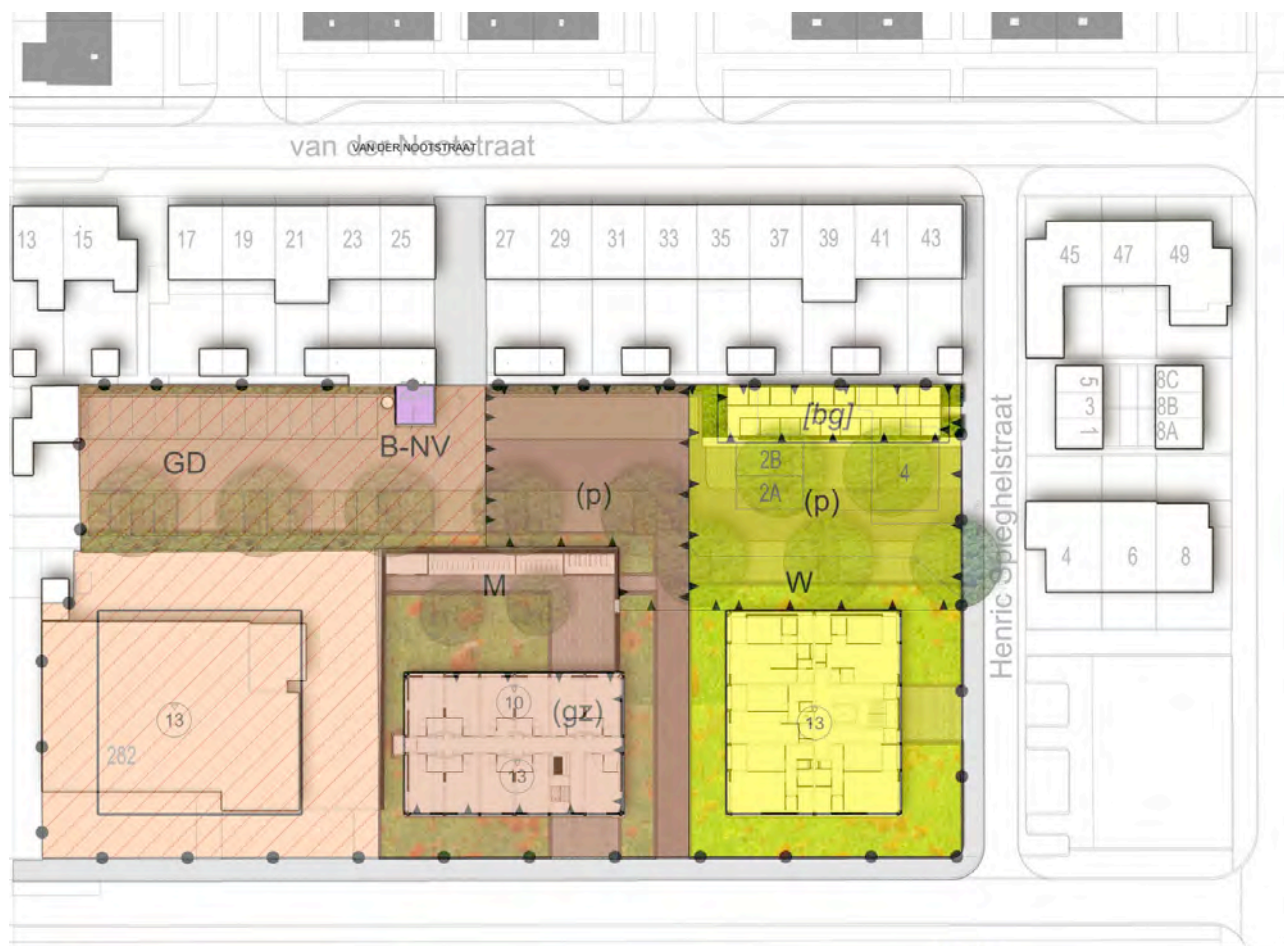 van der Nootstraat
VAN DER NOOTSTRAAT
13 15 17 19 21 23 25 27 29 31 33 35 37 39 41 43
45 47 49
5
3
1
8C
8B
8A
[bg]
B-NV
GD
2B
2A
4
(p)
(p)
4 6 8
M
W
Henric Spieghelstraat
10
(gz)
13
13
13
282